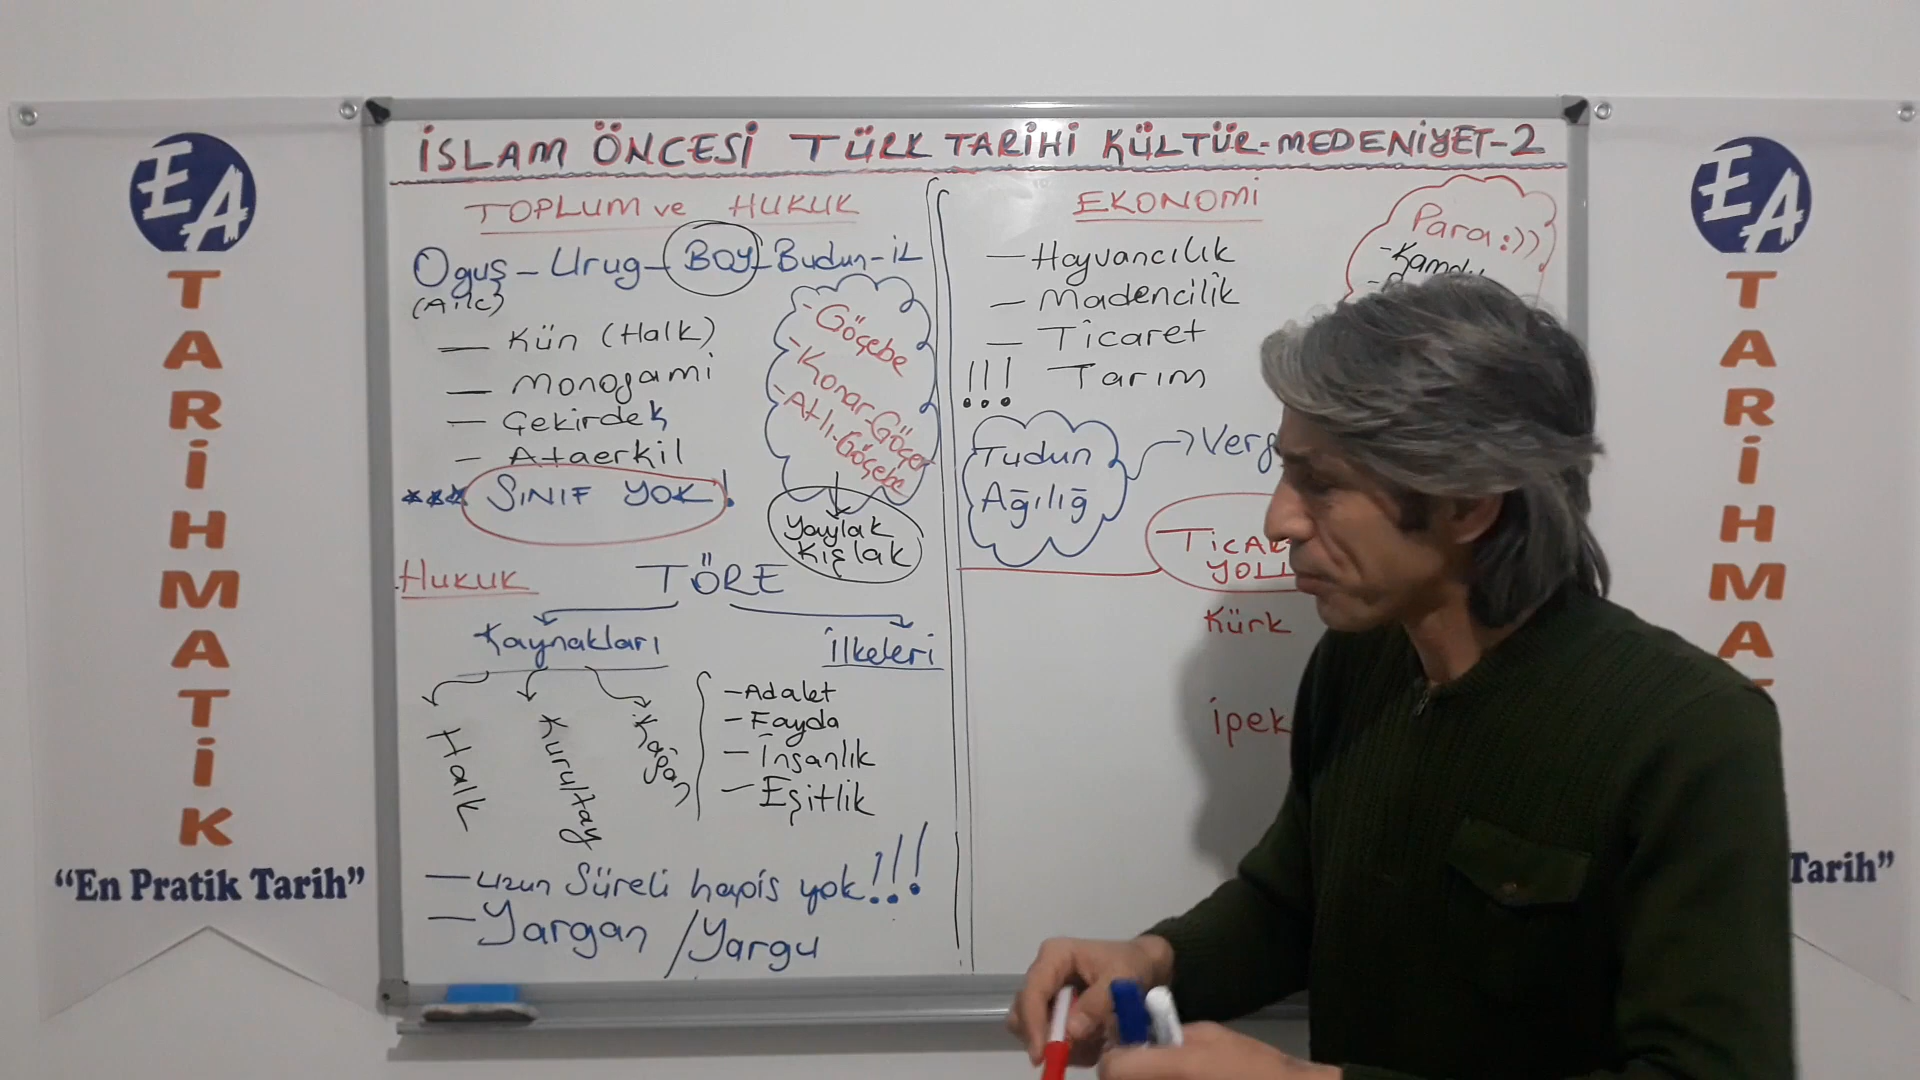 EA
TARİHMATİK
“En Pratik Tarih”
İSLAM ÖNCESİ TÜRK TARİHİ KÜLTÜR-MEDENİYET-2
TOPLUM ve HUKUK
Oguş - Urug - BOY - Budun - İL
(Aile)
— Kün (Halk)
— Monogami
— Çekirdek
— Ataerkil
*** SINIF YOK!
- Göçebe
- Konar-Göçer
- Atlı-Göçebe
Yaylak
Kışlak
HUKUK
TÖRE
Kaynakları
Halk
Kurultay
Kağan
İlkeleri
- Adalet
- Fayda
- İnsanlık
- Eşitlik
— Uzun Süreli hapis yok!!!
— Yargan / Yargu
EKONOMİ
— Hayvancılık
— Madencilik
— Ticaret
!!! Tarım
Para :))
Tudun
Ağılığ
TİCARET
Kürk
İpek
EA
Tarih”